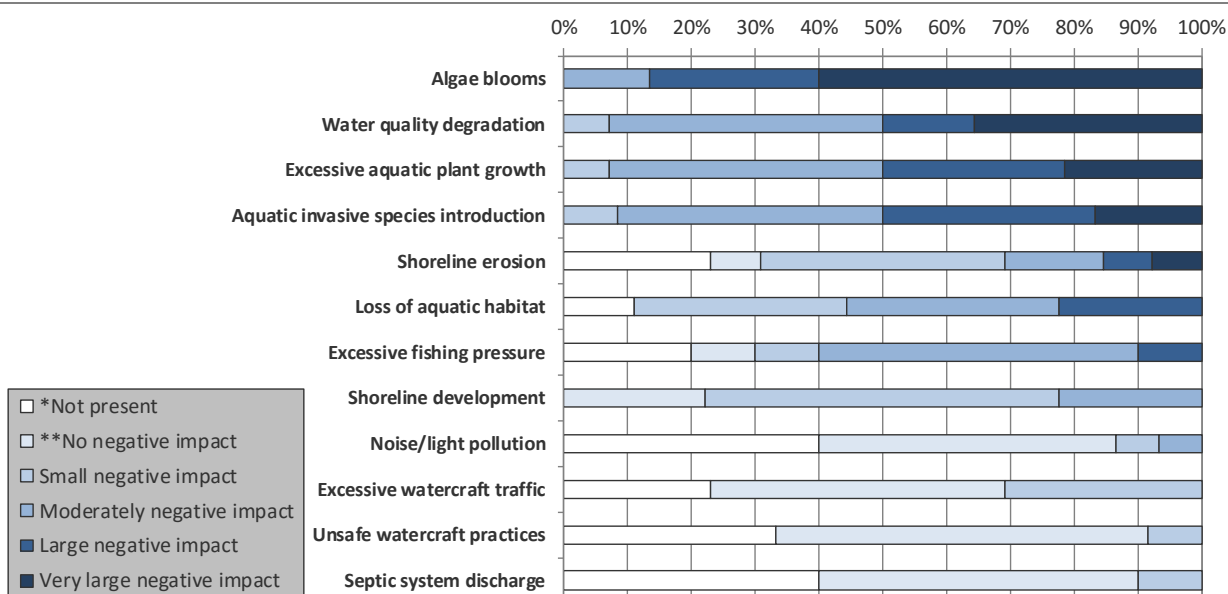 0% 10% 20% 30% 40% 50% 60% 70% 80% 90% 100%
Algae blooms
Water quality degradation
Excessive aquatic plant growth
Aquatic invasive species introduction
Shoreline erosion
Loss of aquatic habitat
Excessive fishing pressure
Shoreline development
Noise/light pollution
Excessive watercraft traffic
Unsafe watercraft practices
Septic system discharge
*Not present
**No negative impact
Small negative impact
Moderately negative impact
Large negative impact
Very large negative impact